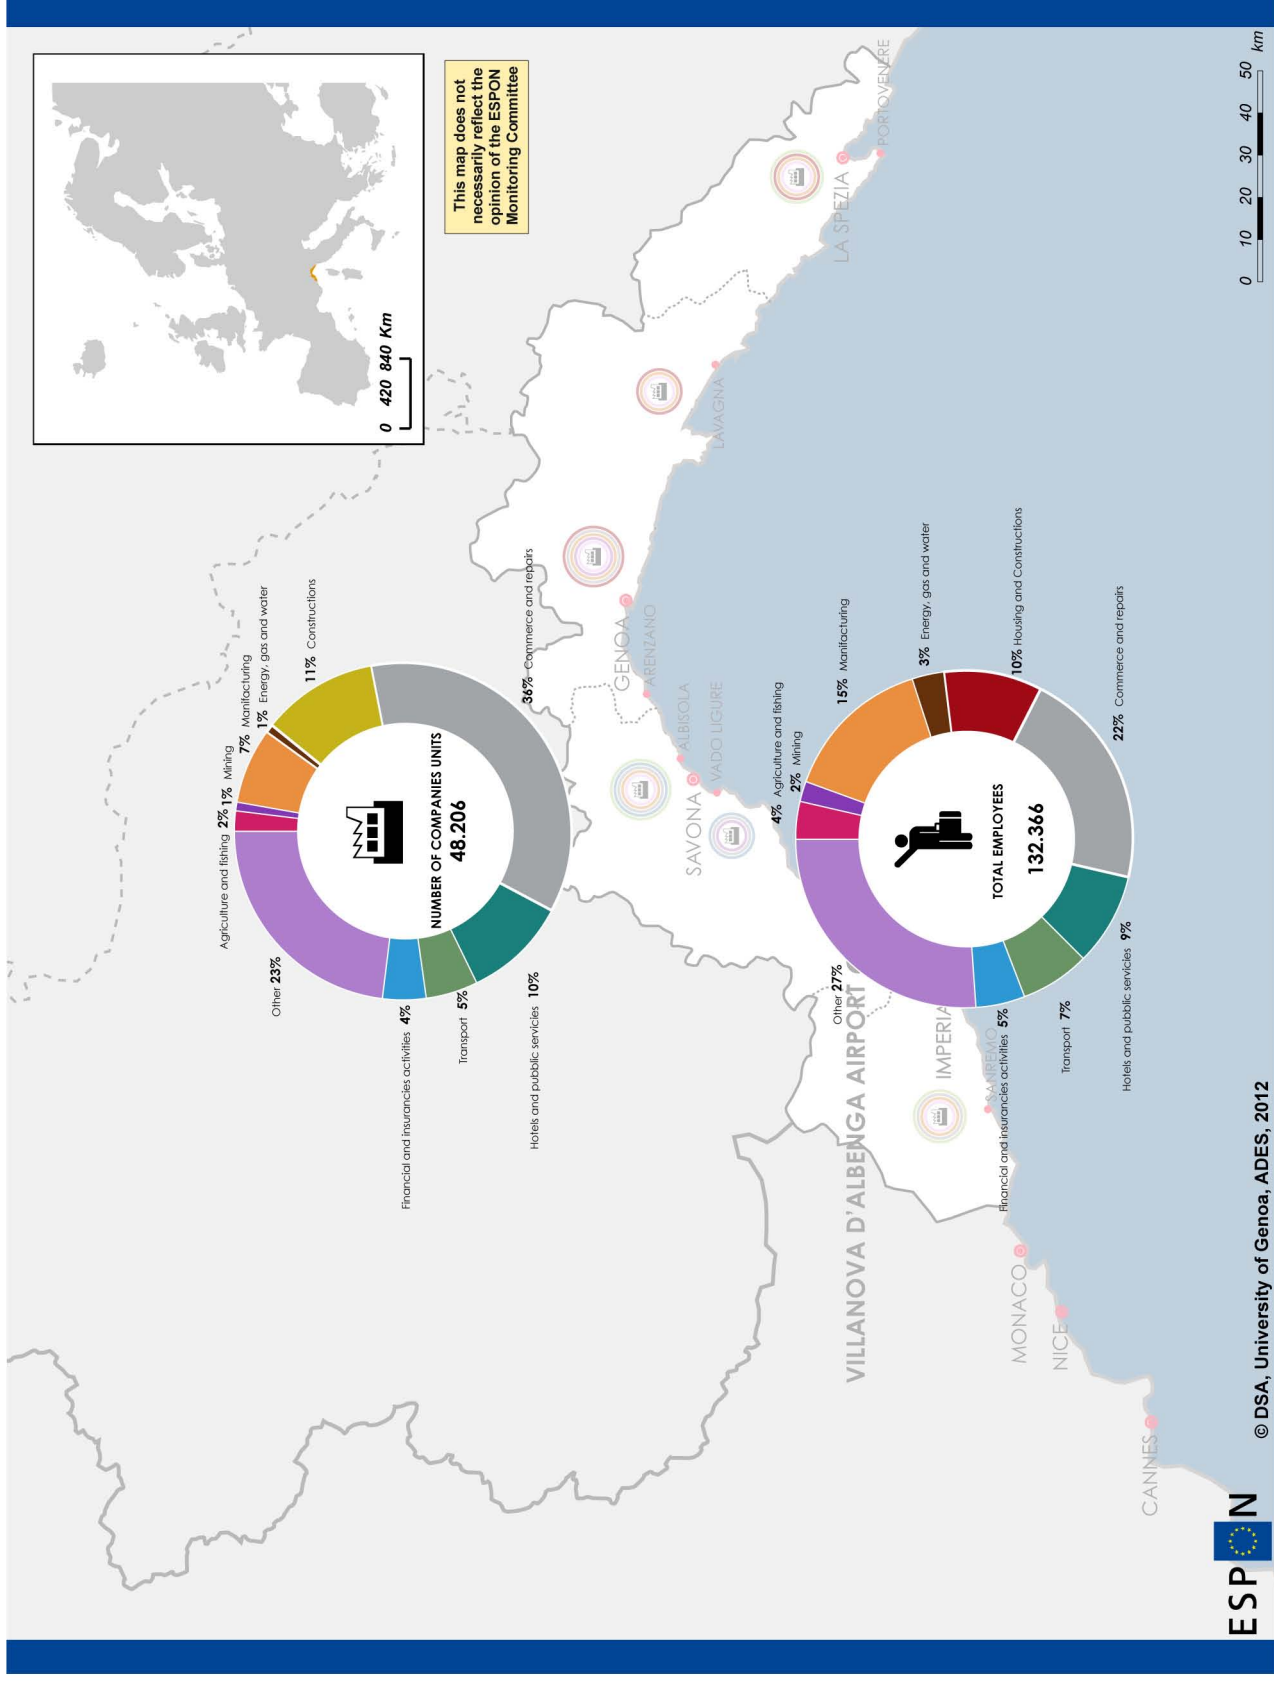 This map does not
necessarily reflect the
opinion of the ESPON
Monitoring Committee
0 420 840 Km
Agriculture and fishing 2%
1% Mining
7% Manifacturing
1% Energy, gas and water
11% Constructions
36% Commerce and repairs
Hotels and pubblic servicies 10%
Transport 5%
Financial and insurancies activities 4%
Other 23%
NUMBER OF COMPANIES UNITS
48.206
4% Agriculture and fishing
2% Mining
15% Manifacturing
3% Energy, gas and water
10% Housing and Constructions
22% Commerce and repairs
Hotels and pubblic servicies 9%
Transport 7%
Financial and insurancies activities 5%
Other 27%
TOTAL EMPLOYEES
132.366
GENOA
ARENZANO
ALBISOLA
SAVONA
VADO LIGURE
LAVAGNA
LA SPEZIA
PORTOVENERE
VILLANOVA D'ALBENGA AIRPORT
IMPERIA
SANREMO
MONACO
NICE
CANNES
ESPON
© DSA, University of Genoa, ADES, 2012
0 10 20 30 40 50 km